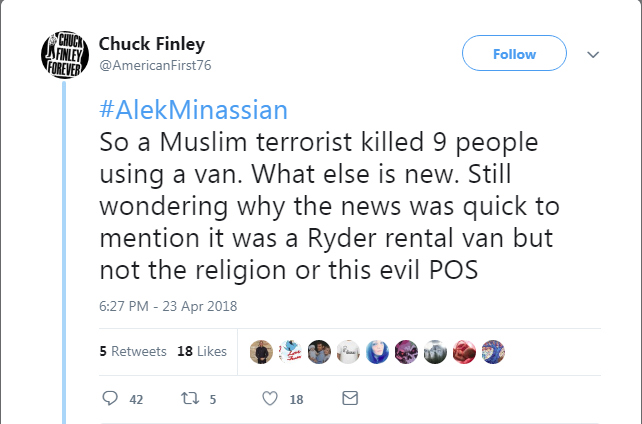 CHUCK
FINLEY
FOREVER
Chuck Finley
@AmericanFirst76
Follow
#AlekMinassian
So a Muslim terrorist killed 9 people
using a van. What else is new. Still
wondering why the news was quick to
mention it was a Ryder rental van but
not the religion or this evil POS
6:27 PM - 23 Apr 2018
5 Retweets 18 Likes
42 5 18